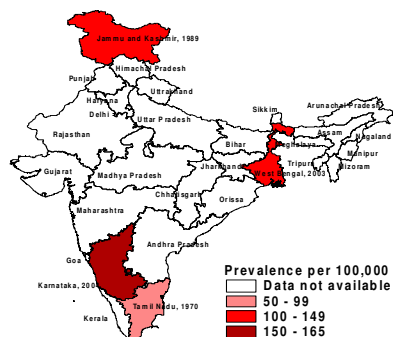 Jammu and Kashmir, 1989
Himachal Pradesh
Punjab
Uttrakhand
Haryana
Delhi
Sikkim
Arunachal Pradesh
Uttar Pradesh
Rajasthan
Assam
Nagaland
Bihar
Meghalaya
Manipur
Jharkhand
Tripura
Mizoram
Gujarat
Madhya Pradesh
West Bengal, 2003
Chhattisgarh
Orissa
Maharashtra
Andhra Pradesh
Goa
Karnataka, 2004
Tamil Nadu, 1970
Kerala
Prevalence per 100,000
Data not available
50 - 99
100 - 149
150 - 165